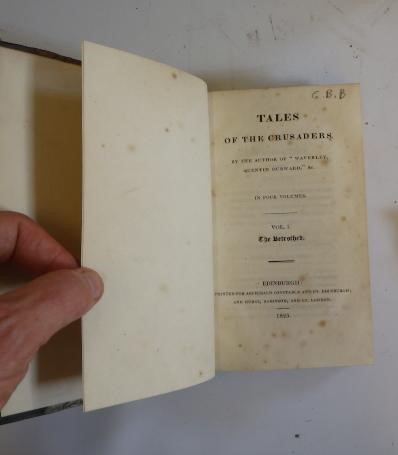 G. B. B
TALES
OF THE CRUSADERS.
BY THE AUTHOR OF "WAVERLEY,
QUENTIN DURWARD," &c.
IN FOUR VOLUMES.
VOL. I.
The Betrothed.
EDINBURGH:
PRINTED FOR ARCHIBALD CONSTABLE AND CO. EDINBURGH;
AND HURST, ROBINSON, AND CO. LONDON.
1825.